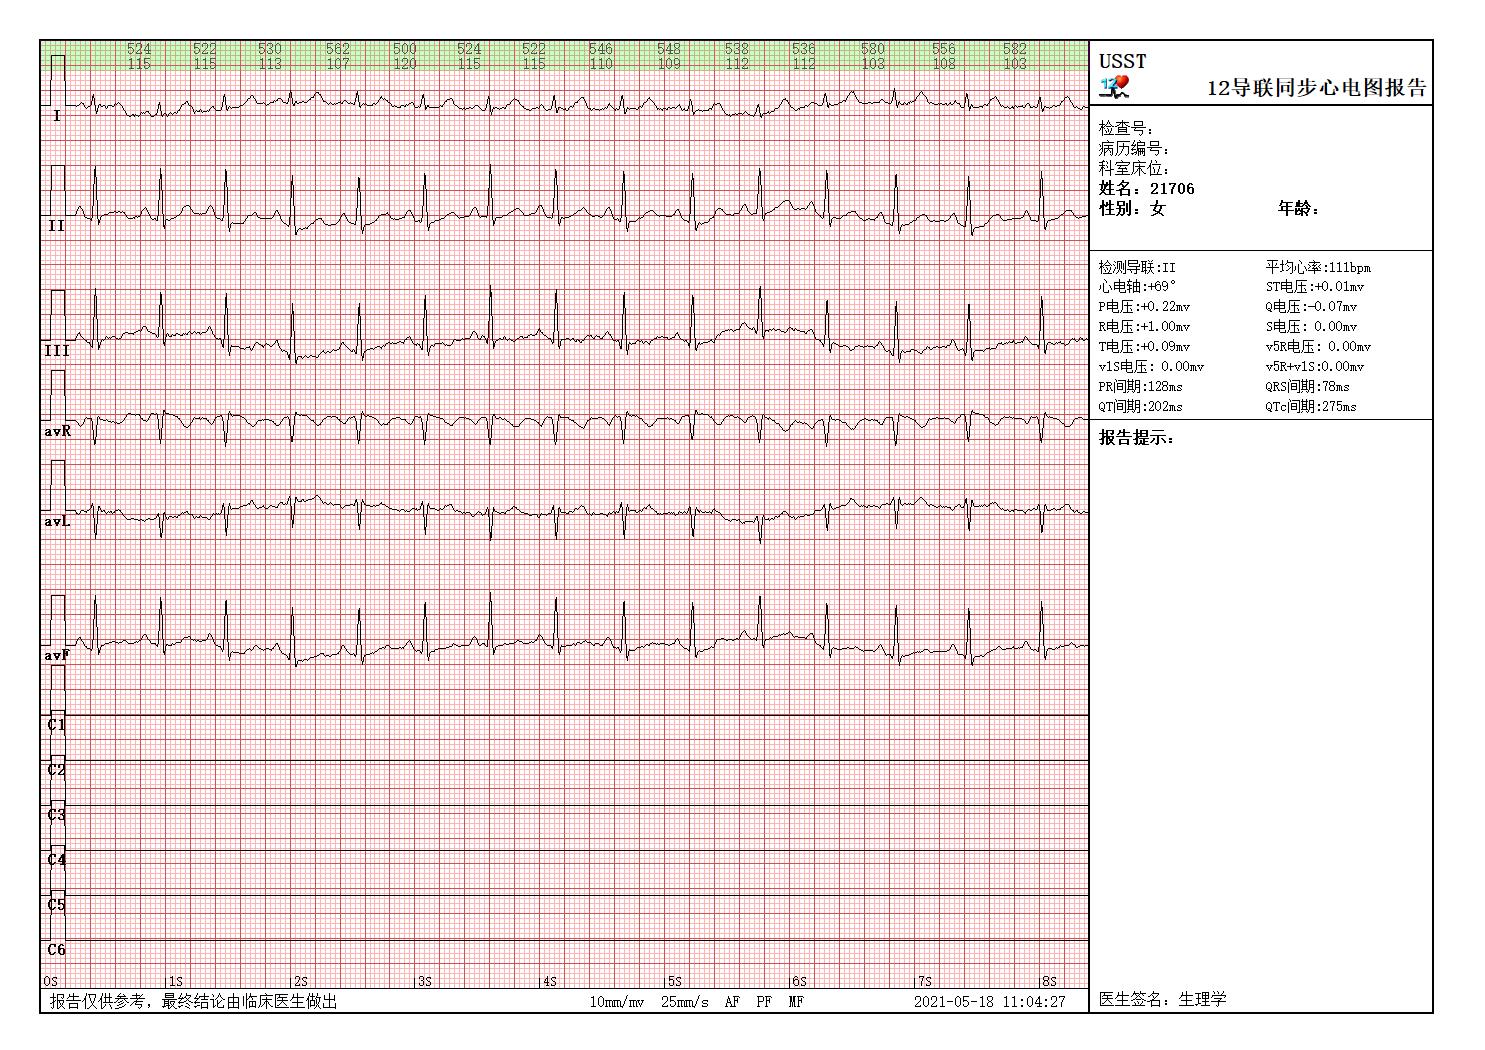 524 522 530 562 500 524 522 546 548 538 536 580 556 582
115 115 113 107 120 115 115 110 109 112 112 103 108 103
I
II
III
avR
avL
avF
C1
C2
C3
C4
C5
C6
0S 1S 2S 3S 4S 5S 6S 7S 8S
报告仅供参考，最终结论由临床医生做出 10mm/mv 25mm/s AF PF MF 2021-05-18 11:04:27
USST
12
12导联同步心电图报告
检查号：
病历编号：
科室床位：
姓名：21706
性别：女 年龄：
检测导联:II 平均心率:111bpm
心电轴:+69° ST电压:+0.01mv
P电压:+0.22mv Q电压:-0.07mv
R电压:+1.00mv S电压: 0.00mv
T电压:+0.09mv v5R电压: 0.00mv
v1S电压: 0.00mv v5R+v1S:0.00mv
PR间期:128ms QRS间期:78ms
QT间期:202ms QTc间期:275ms
报告提示：
医生签名：生理学